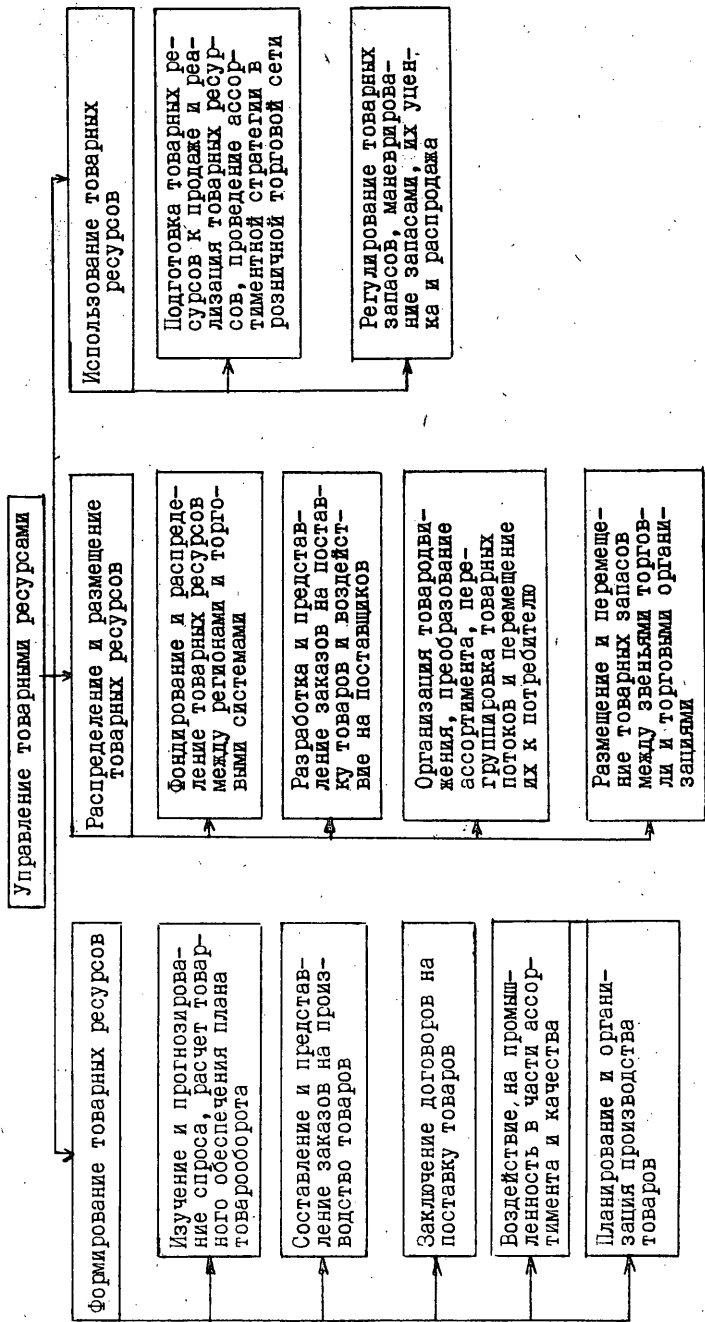 Управление товарными ресурсами
Формирование товарных ресурсов
Изучение и прогнозирова-
ние спроса, расчет товар-
ного обеспечения плана
товарооборота
Составление и представ-
ление заказов на произ-
водство товаров
Заключение договоров на
поставку товаров
Воздействие на промыш-
ленность в части ассор-
тимента и качества
Планирование и органи-
зация производства
товаров
Распределение и размещение
товарных ресурсов
Фондирование и распреде-
ление товарных ресурсов
между регионами и торго-
выми системами
Разработка и представ-
ление заказов на постав-
ку товаров и воздейст-
вие на поставщиков
Организация товародви-
жения, преобразование
ассортимента, пере-
группировка товарных
потоков и перемещение
их к потребителю
Размещение и перемеще-
ние товарных запасов
между звеньями торгов-
ли и торговыми органи-
зациями
Использование товарных
ресурсов
Подготовка товарных ре-
сурсов к продаже и реа-
лизация товарных ресур-
сов, проведение ассор-
тиментной стратегии в
розничной торговой сети
Регулирование товарных
запасов, маневрирова-
ние запасами, их уцен-
ка и распродажа